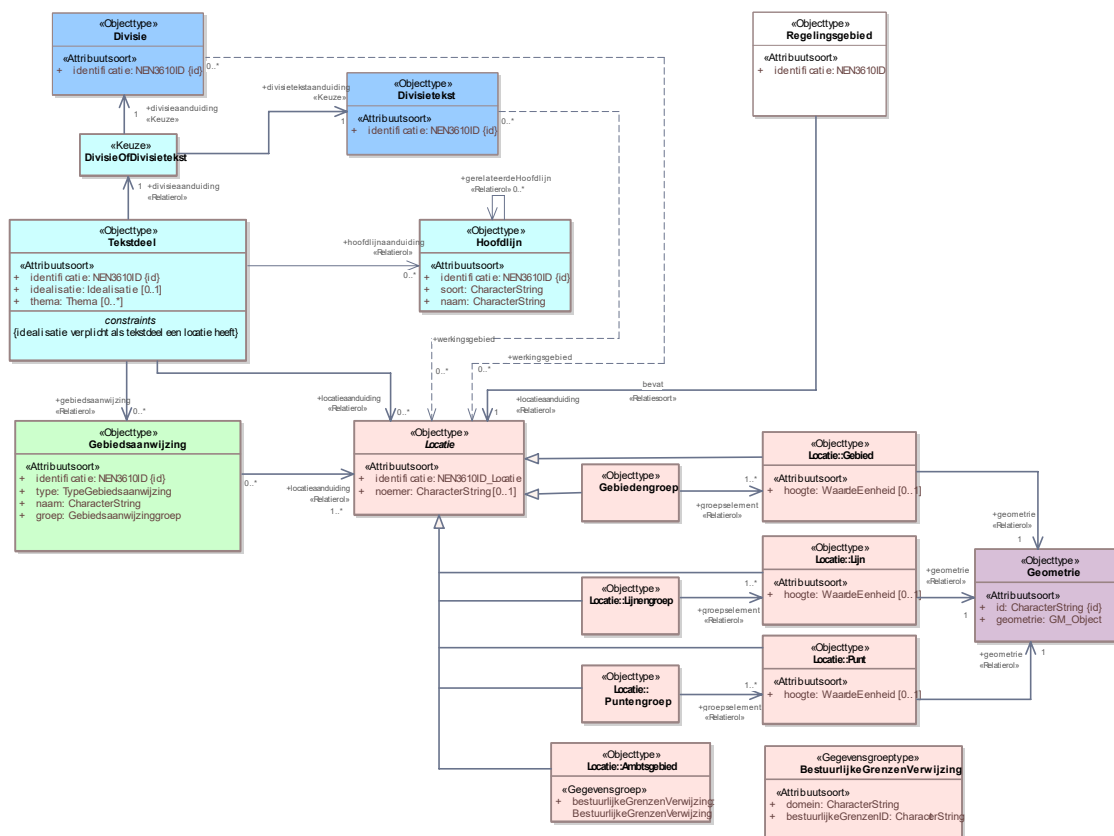 «Objecttype»
Divisie
«Attribuutsoort»
+ identificatie: NEN3610ID {id}
0..*
«Objecttype»
Regelingsgebied
«Attribuutsoort»
+ identificatie: NEN3610ID
+divisietekstaanduiding
«Keuze»
1
«Objecttype»
Divisietekst
«Attribuutsoort»
+ identificatie: NEN3610ID {id}
0..*
1
+divisieaanduiding
«Keuze»
«Keuze»
DivisieOfDivisietekst
1
+divisieaanduiding
«Relatierol»
+gerelateerdeHoofdlijn
«Relatierol» 0..*
«Objecttype»
Tekstdeel
«Attribuutsoort»
+ identificatie: NEN3610ID {id}
+ idealisatie: Idealisatie [0..1]
+ thema: Thema [0..*]
constraints
{idealisatie verplicht als tekstdeel een locatie heeft}
+hoofdlijnaanduiding
«Relatierol»
0..*
«Objecttype»
Hoofdlijn
«Attribuutsoort»
+ identificatie: NEN3610ID {id}
+ soort: CharacterString
+ naam: CharacterString
+werkingsgebied
0..*
+werkingsgebied
0..*
bevat
«Relatiesoort»
+gebiedsaanwijzing
«Relatierol»
0..*
+locatieaanduiding
«Relatierol»
0..*
1
+locatieaanduiding
«Relatierol»
«Objecttype»
Gebiedsaanwijzing
«Attribuutsoort»
+ identificatie: NEN3610ID {id}
+ type: TypeGebiedsaanwijzing
+ naam: CharacterString
+ groep: Gebiedsaanwijzinggroep
0..*
+locatieaanduiding
«Relatierol»
1..*
«Objecttype»
Locatie
«Attribuutsoort»
+ identificatie: NEN3610ID_Locatie
+ noemer: CharacterString [0..1]
«Objecttype»
Gebiedengroep
1..*
+groepselement
«Relatierol»
«Objecttype»
Locatie::Gebied
«Attribuutsoort»
+ hoogte: WaardeEenheid [0..1]
+geometrie
«Relatierol»
1
«Objecttype»
Locatie::Lijnengroep
1..*
+groepselement
«Relatierol»
«Objecttype»
Locatie::Lijn
«Attribuutsoort»
+ hoogte: WaardeEenheid [0..1]
+geometrie
«Relatierol»
1
«Objecttype»
Geometrie
«Attribuutsoort»
+ id: CharacterString {id}
+ geometrie: GM_Object
«Objecttype»
Locatie::
Puntengroep
1..*
+groepselement
«Relatierol»
«Objecttype»
Locatie::Punt
«Attribuutsoort»
+ hoogte: WaardeEenheid [0..1]
+geometrie
«Relatierol»
1
«Objecttype»
Locatie::Ambtsgebied
«Gegevensgroep»
+ bestuurlijkeGrenzenVerwijzing:
BestuurlijkeGrenzenVerwijzing
«Gegevensgroeptype»
BestuurlijkeGrenzenVerwijzing
«Attribuutsoort»
+ domein: CharacterString
+ bestuurlijkeGrenzenID: CharacterString